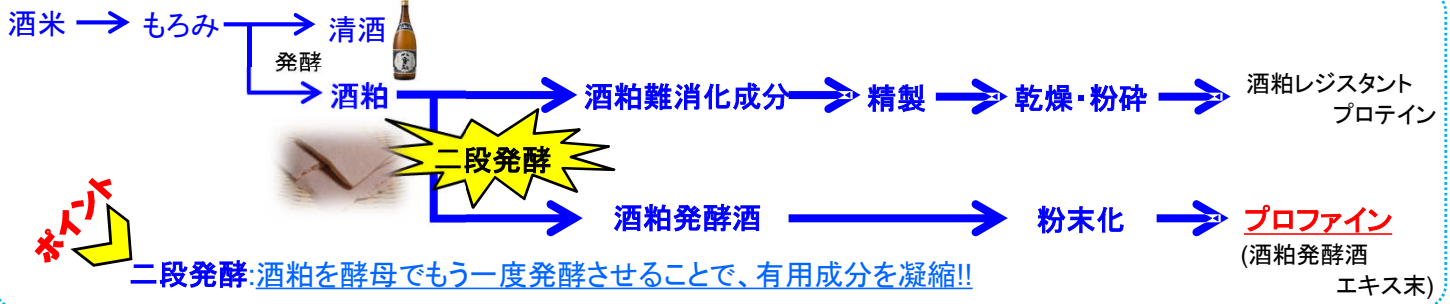 酒米
もろみ
清酒
発酵
酒粕
酒粕難消化成分
精製
乾燥・粉砕
酒粕レジスタント
プロテイン
二段発酵
酒粕発酵酒
粉末化
プロファイン
(酒粕発酵酒
エキス末)
ポイント
二段発酵:酒粕を酵母でもう一度発酵させることで、有用成分を凝縮!!